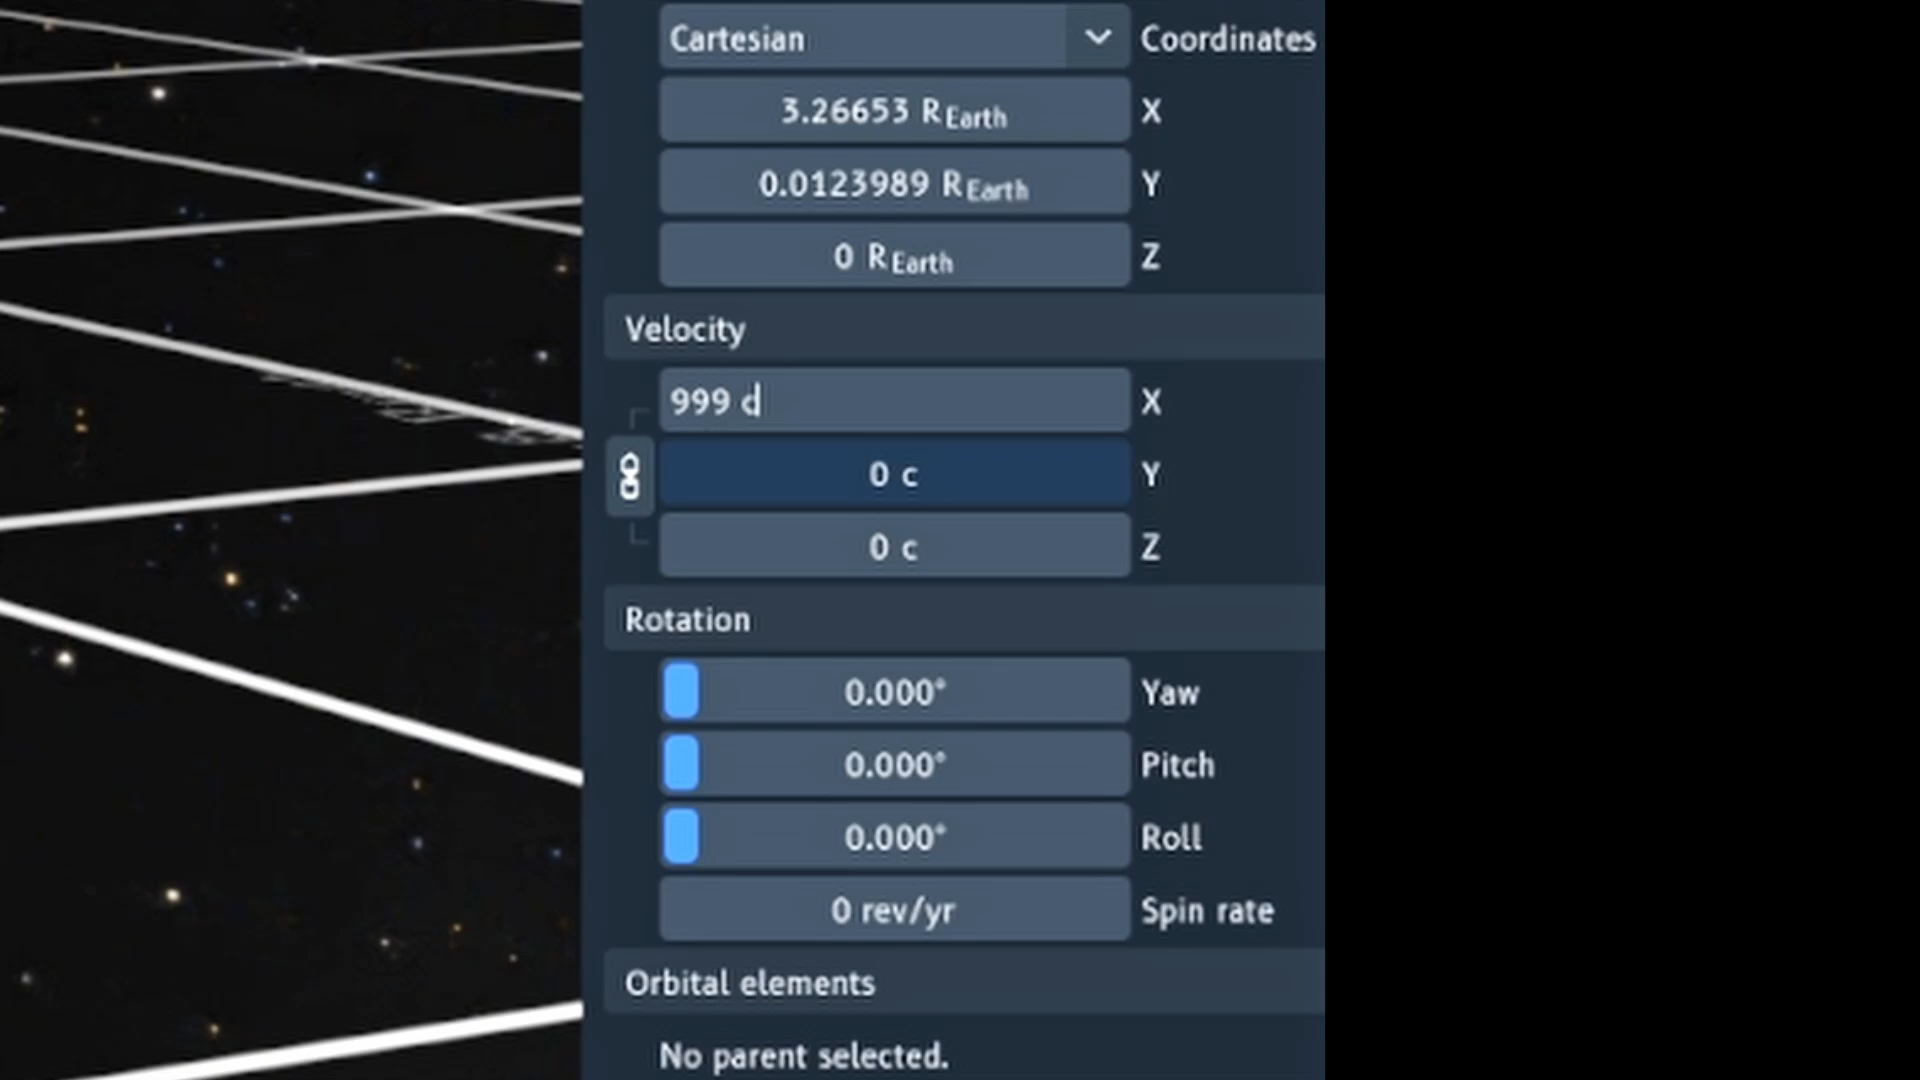 Cartesian Coordinates
3.26653 R Earth X
0.0123989 R Earth Y
0 R Earth Z
Velocity
999 c X
0 c Y
0 c Z
Rotation
0.000° Yaw
0.000° Pitch
0.000° Roll
0 rev/yr Spin rate
Orbital elements
No parent selected.